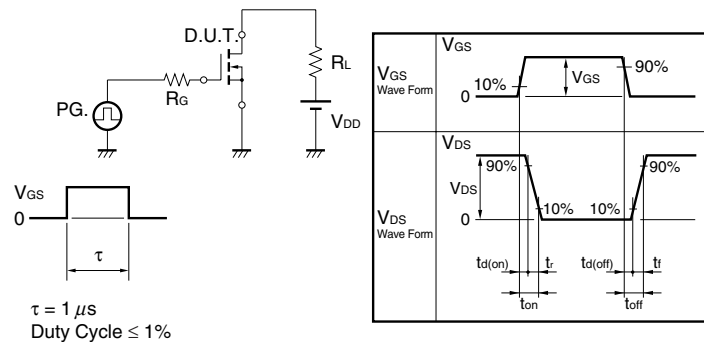 D.U.T.
RL
RG
PG.
VDD
VGS
0
τ
τ = 1 μs
Duty Cycle ≤ 1%
VGS
Wave Form
VGS
10%
VGS
90%
0
VDS
Wave Form
VDS
90%
90%
VDS
10%
10%
0
td(on)
tr
td(off)
tf
ton
toff